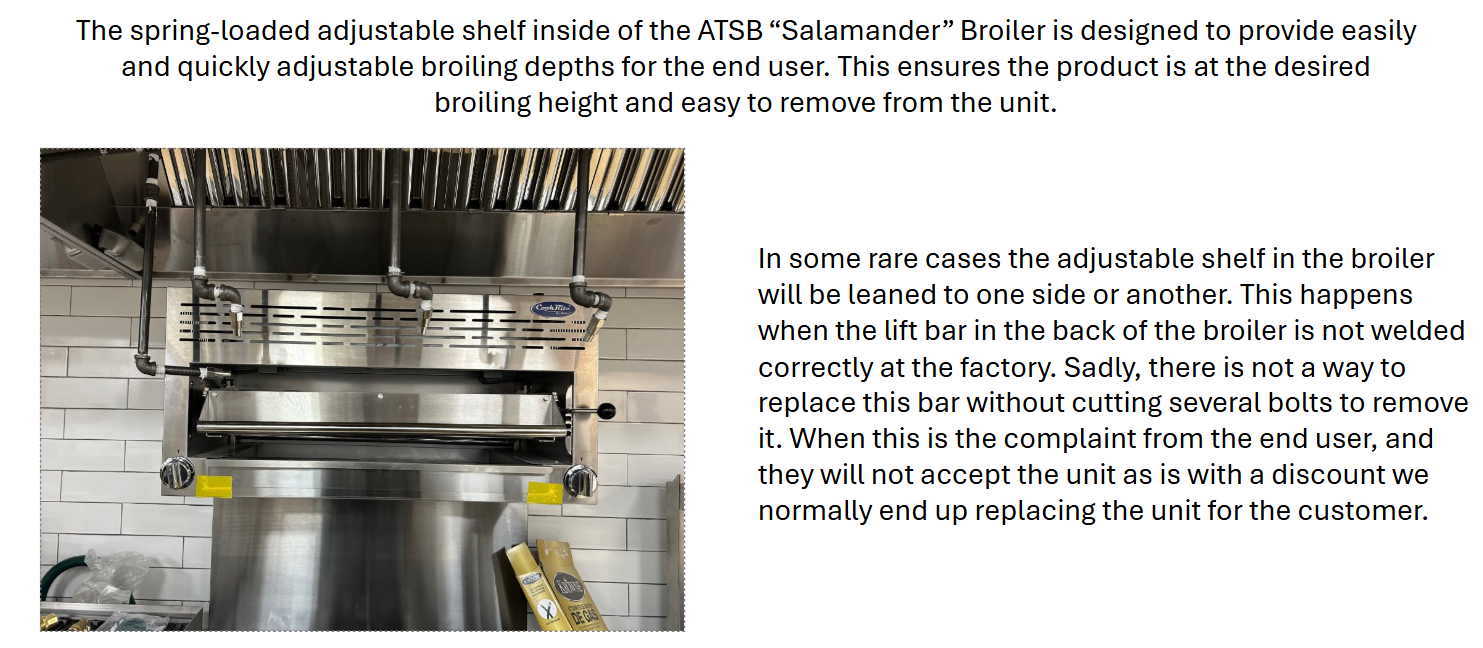 The spring-loaded adjustable shelf inside of the ATSB “Salamander” Broiler is designed to provide easily
and quickly adjustable broiling depths for the end user. This ensures the product is at the desired
broiling height and easy to remove from the unit.
CookRite
In some rare cases the adjustable shelf in the broiler
will be leaned to one side or another. This happens
when the lift bar in the back of the broiler is not welded
correctly at the factory. Sadly, there is not a way to
replace this bar without cutting several bolts to remove
it. When this is the complaint from the end user, and
they will not accept the unit as is with a discount we
normally end up replacing the unit for the customer.
DE GAS